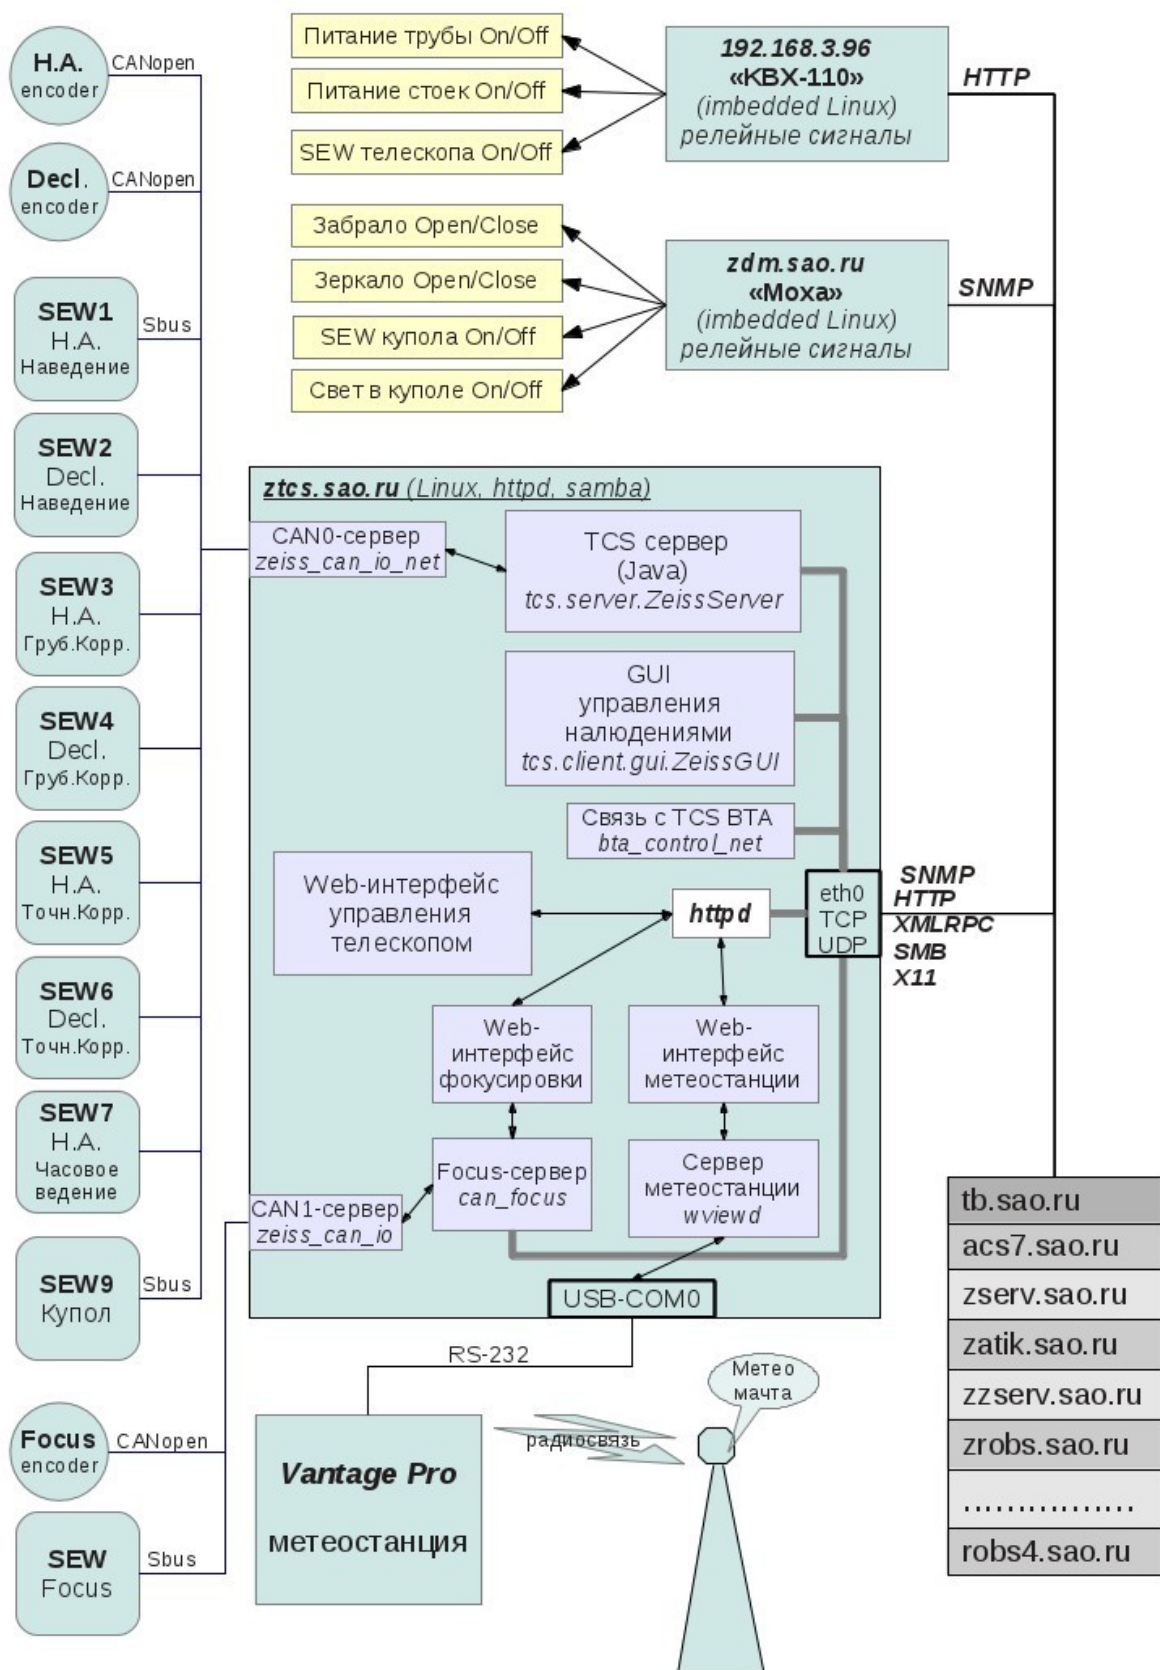 H.A.
encoder
CANopen
Decl.
encoder
CANopen
SEW1
H.A.
Наведение
Sbus
SEW2
Decl.
Наведение
SEW3
H.A.
Груб.Корр.
SEW4
Decl.
Груб.Корр.
SEW5
H.A.
Точн.Корр.
SEW6
Decl.
Точн.Корр.
SEW7
H.A.
Часовое
ведение
SEW9
Купол
Sbus
Focus
encoder
CANopen
SEW
Focus
Sbus
Питание трубы On/Off
Питание стоек On/Off
SEW телескопа On/Off
192.168.3.96
«KBX-110»
(imbedded Linux)
релейные сигналы
HTTP
Забрало Open/Close
Зеркало Open/Close
SEW купола On/Off
Свет в куполе On/Off
zdm.sao.ru
«Moxa»
(imbedded Linux)
релейные сигналы
SNMP
ztcs.sao.ru (Linux, httpd, samba)
CAN0-сервер
zeiss_can_io_net
TCS сервер
(Java)
tcs.server.ZeissServer
GUI
управления
налюдениями
tcs.client.gui.ZeissGUI
Связь с TCS BTA
bta_control_net
Web-интерфейс
управления
телескопом
httpd
eth0
TCP
UDP
SNMP
HTTP
XMLRPC
SMB
X11
Web-
интерфейс
фокусировки
Web-
интерфейс
метеостанции
Focus-сервер
can_focus
Сервер
метеостанции
wviewd
CAN1-сервер
zeiss_can_io
USB-COM0
RS-232
Vantage Pro
метеостанция
радиосвязь
Метео
мачта
tb.sao.ru
acs7.sao.ru
zserv.sao.ru
zatik.sao.ru
zzserv.sao.ru
zrobs.sao.ru
................
robs4.sao.ru